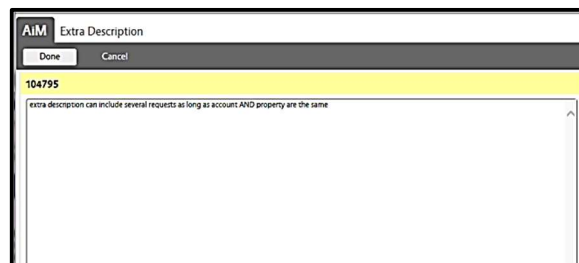 AiM Extra Description
Done Cancel
104795
extra description can include several requests as long as account AND property are the same